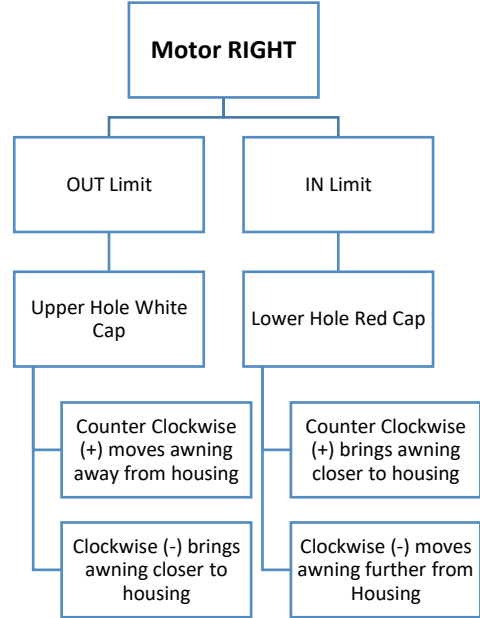 Motor RIGHT
OUT Limit
IN Limit
Upper Hole White
Cap
Lower Hole Red Cap
Counter Clockwise
(+) moves awning
away from housing
Counter Clockwise
(+) brings awning
closer to housing
Clockwise (-) brings
awning closer to
housing
Clockwise (-) moves
awning further from
Housing